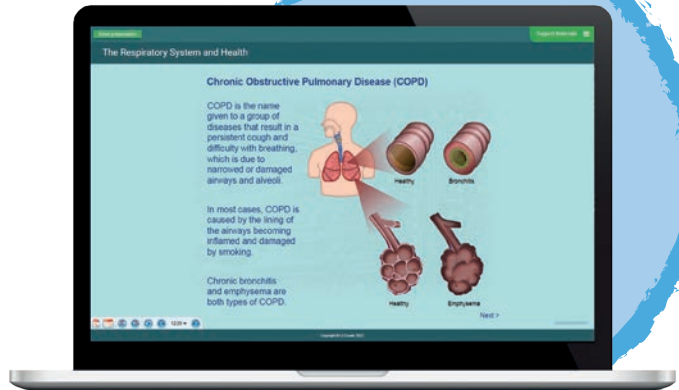 Support Materials
The Respiratory System and Health
Chronic Obstructive Pulmonary Disease (COPD)
COPD is the name
given to a group of
diseases that result in a
persistent cough and
difficulty with breathing,
which is due to
narrowed or damaged
airways and alveoli.
In most cases, COPD is
caused by the lining of
the airways becoming
inflamed and damaged
by smoking.
Chronic bronchitis
and emphysema are
both types of COPD.
Healthy
Bronchitis
Healthy
Emphysema
Next >